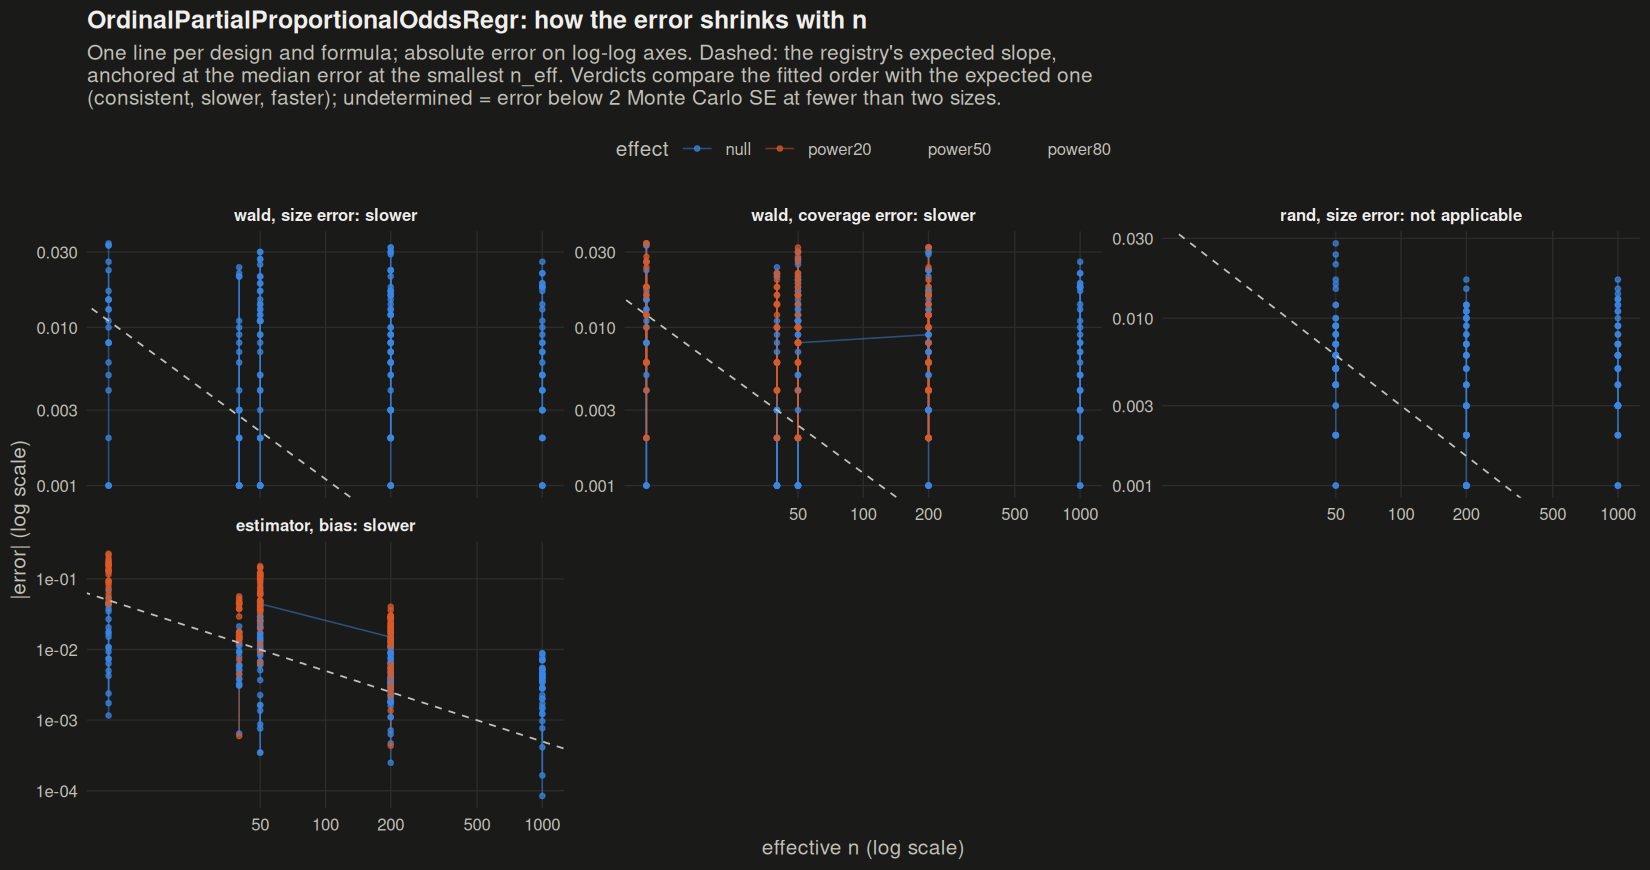 OrdinalPartialProportionalOddsRegr: how the error shrinks with n
One line per design and formula; absolute error on log-log axes. Dashed: the registry's expected slope,
anchored at the median error at the smallest n_eff. Verdicts compare the fitted order with the expected one
(consistent, slower, faster); undetermined = error below 2 Monte Carlo SE at fewer than two sizes.
effect null power20 power50 power80
wald, size error: slower
0.030
0.010
0.003
0.001
wald, coverage error: slower
0.030
0.010
0.003
0.001
50 100 200 500 1000
rand, size error: not applicable
0.030
0.010
0.003
0.001
50 100 200 500 1000
estimator, bias: slower
1e-01
1e-02
1e-03
1e-04
50 100 200 500 1000
|error| (log scale)
effective n (log scale)